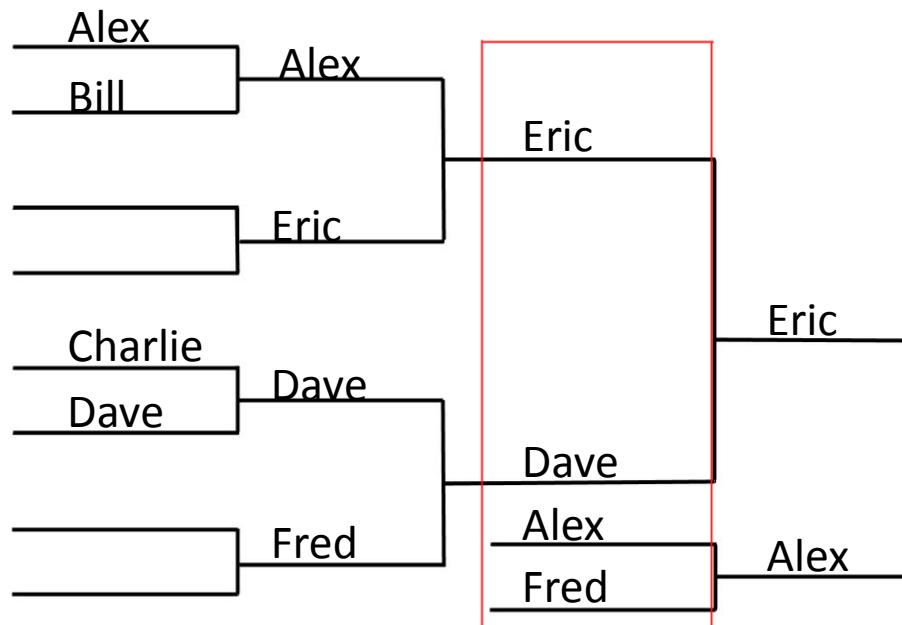 Alex
Bill
Charlie
Dave
Alex
Eric
Dave
Fred
Eric
Dave
Alex
Fred
Eric
Alex